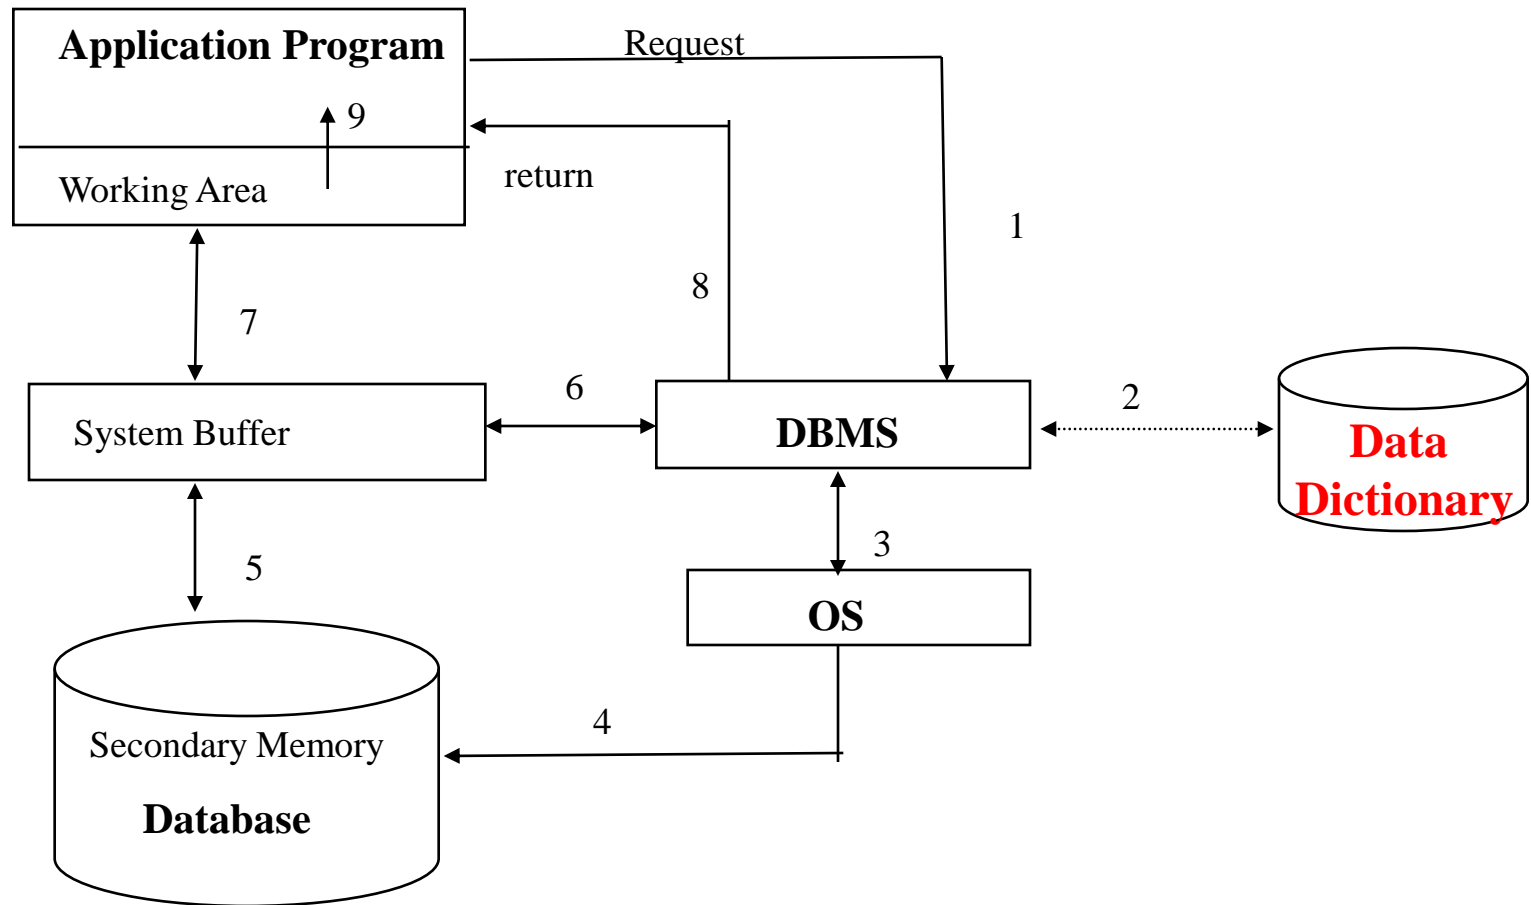 Application Program
Request
9
Working Area
return
1
8
7
6
2
System Buffer
DBMS
Data
Dictionary
3
5
OS
4
Secondary Memory
Database